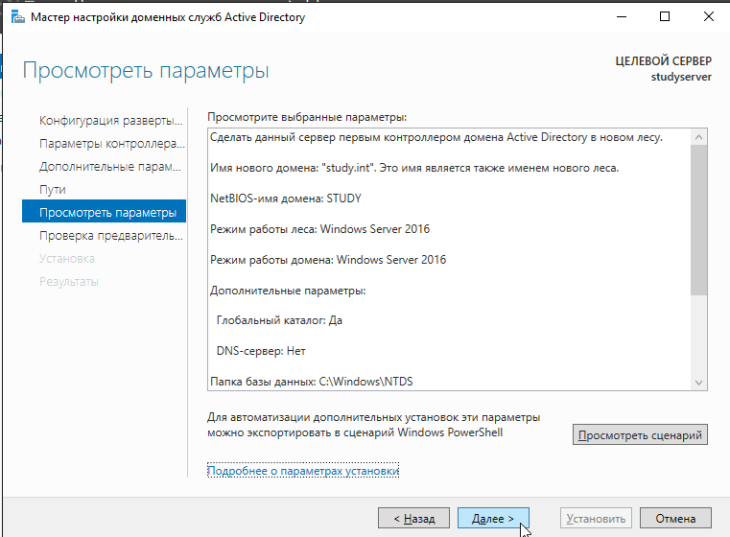 Мастер настройки доменных служб Active Directory
Просмотреть параметры
ЦЕЛЕВОЙ СЕРВЕР
studyserver
Конфигурация разверты...
Параметры контроллера...
Дополнительные парам...
Пути
Просмотреть параметры
Проверка предваритель...
Установка
Результаты
Просмотрите выбранные параметры:
Сделать данный сервер первым контроллером домена Active Directory в новом лесу.
Имя нового домена: "study.int". Это имя является также именем нового леса.
NetBIOS-имя домена: STUDY
Режим работы леса: Windows Server 2016
Режим работы домена: Windows Server 2016
Дополнительные параметры:
Глобальный каталог: Да
DNS-сервер: Нет
Папка базы данных: C:\Windows\NTDS
Для автоматизации дополнительных установок эти параметры
можно экспортировать в сценарий Windows PowerShell
Просмотреть сценарий
Подробнее о параметрах установки
< Назад
Далее >
Установить
Отмена